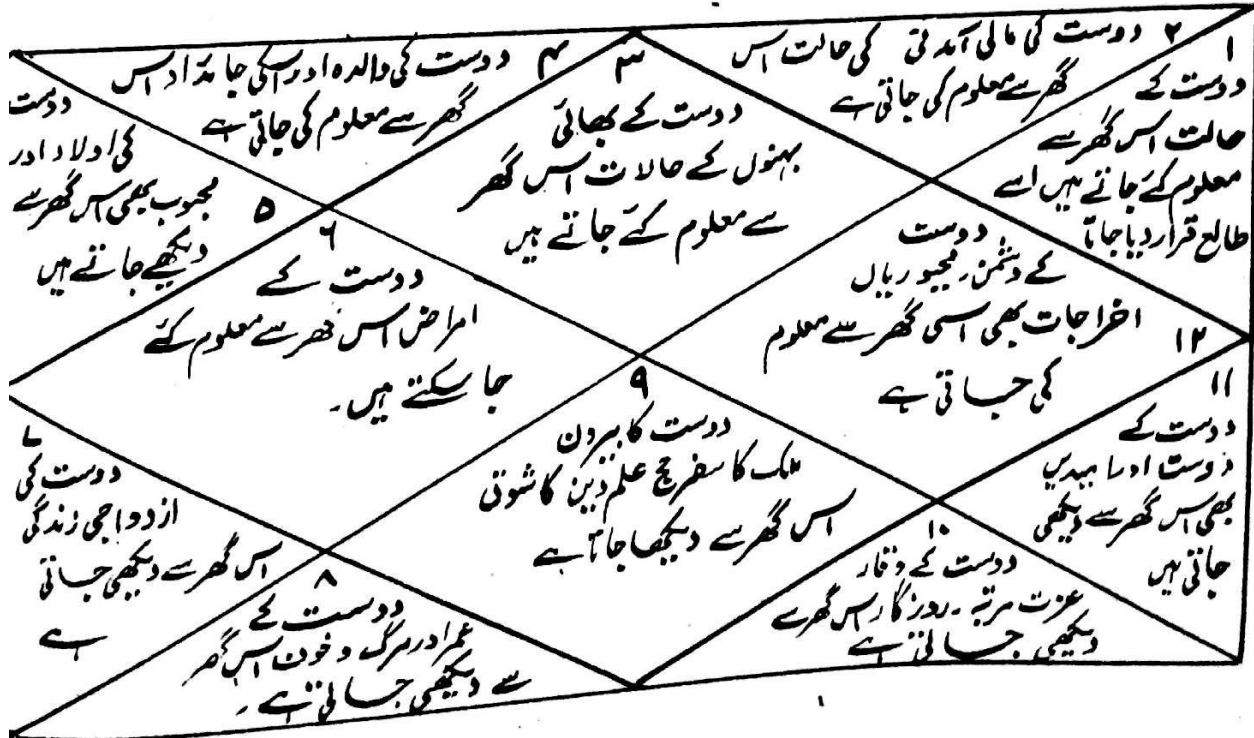 ۱
دوست کے
حالت اس گھر سے
معلوم کئے جاتے ہیں اسے
طالع قرار دیا جاتا
۲ دوست کی مالی آمدنی کی حالت اس
گھر سے معلوم کی جاتی ہے
۳
دوست کے بھائی
بہنوں کے حالات اس گھر
سے معلوم کئے جاتے ہیں
۴ دوست کی والدہ اور اس کی جائداد اس
گھر سے معلوم کی جاتی ہے
دوست
کی اولاد اور
محبوب بھی اس گھر سے
۵
دیکھے جاتے ہیں
۶
دوست کے
امراض اس گھر سے معلوم کئے
جا سکتے ہیں۔
۷
دوست کی
ازدواجی زندگی
اس گھر سے دیکھی جاتی
ہے
۸
دوست کے
عمر اور مرگ و خون اس گھر
سے دیکھی جاتی ہے۔
۹
دوست کا بیرون
ملک کا سفر حج علم دین کا شوق
اس گھر سے دیکھا جاتا ہے
۱۰
دوست کے وقار
عزت مرتبہ۔ روزگار اس گھر سے
دیکھی جاتی ہے
۱۱
دوست کے
دوست اور امیدیں
بھی اس گھر سے دیکھی
جاتی ہیں
دوست
کے دشمن، مجبوریاں
اخراجات بھی اسی گھر سے معلوم
۱۲
کی جاتی ہے